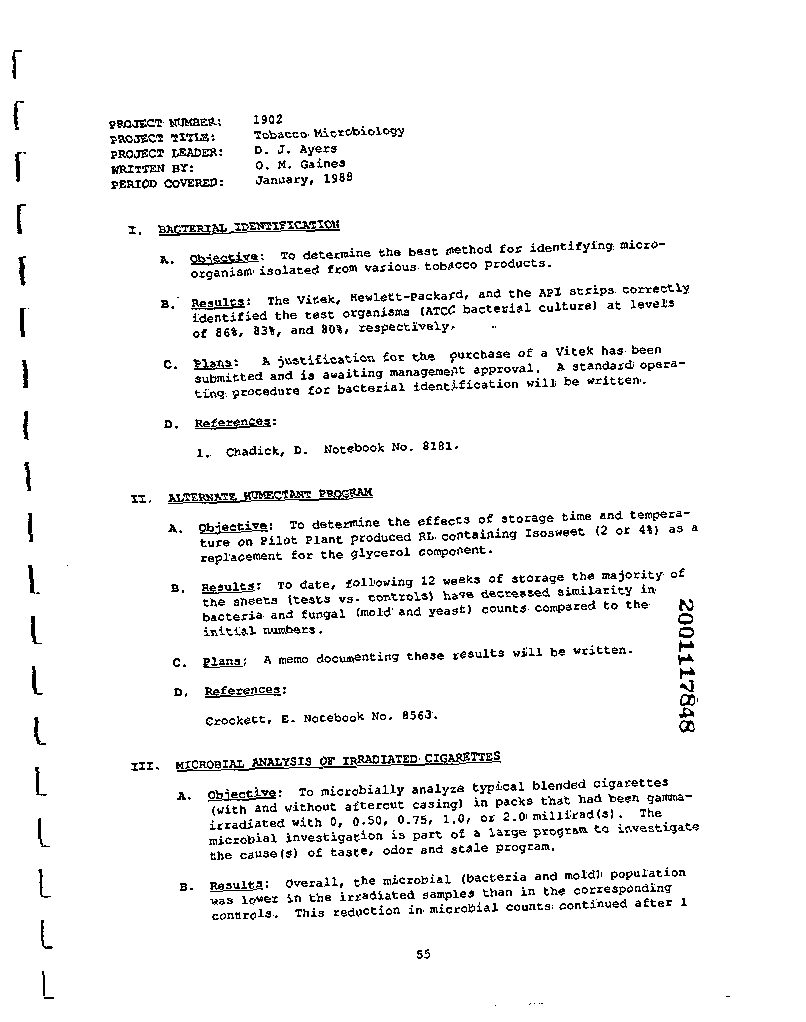 PROJECT NUMBER: 1902
PROJECT TITLE: Tobacco Microbiology
PROJECT LEADER: D. J. Ayers
WRITTEN BY: O. M. Gaines
PERIOD COVERED: January, 1988
I. BACTERIAL IDENTIFICATION
A. Objective: To determine the best method for identifying micro-
organism isolated from various tobacco products.
B. Results: The Vitek, Hewlett-Packard, and the API strips correctly
identified the test organisms (ATCC bacterial culture) at levels
of 86%, 83%, and 80%, respectively.
C. Plans: A justification for the purchase of a Vitek has been
submitted and is awaiting management approval. A standard opera-
ting procedure for bacterial identification will be written.
D. References:
1. Chadick, D. Notebook No. 8181.
II. ALTERNATE HUMECTANT PROGRAM
A. Objective: To determine the effects of storage time and tempera-
ture on Pilot Plant produced RL containing Isosweet (2 or 4%) as a
replacement for the glycerol component.
B. Results: To date, following 12 weeks of storage the majority of
the sheets (tests vs. controls) have decreased similarity in
bacteria and fungal (mold and yeast) counts compared to the
initial numbers.
C. Plans: A memo documenting these results will be written.
D. References:
Crockett, E. Notebook No. 8563.
III. MICROBIAL ANALYSIS OF IRRADIATED CIGARETTES
A. Objective: To microbially analyze typical blended cigarettes
(with and without aftercut casing) in packs that had been gamma-
irradiated with 0, 0.50, 0.75, 1.0, or 2.0 millirad(s). The
microbial investigation is part of a large program to investigate
the cause(s) of taste, odor and stale program.
B. Results: Overall, the microbial (bacteria and mold) population
was lower in the irradiated samples than in the corresponding
controls. This reduction in microbial counts continued after 1
55
2001117848